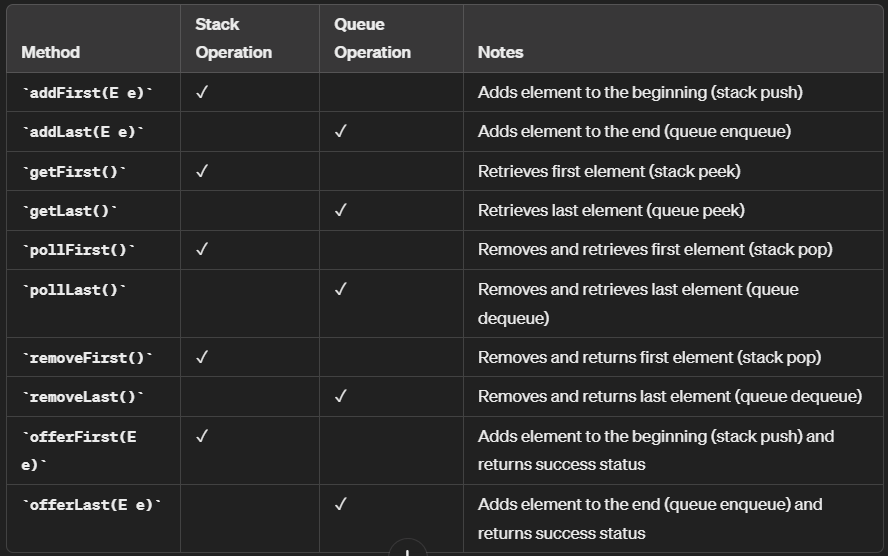 Method Stack Operation Queue Operation Notes
`addFirst(E e)` ✓ Adds element to the beginning (stack push)
`addLast(E e)` ✓ Adds element to the end (queue enqueue)
`getFirst()` ✓ Retrieves first element (stack peek)
`getLast()` ✓ Retrieves last element (queue peek)
`pollFirst()` ✓ Removes and retrieves first element (stack pop)
`pollLast()` ✓ Removes and retrieves last element (queue
dequeue)
`removeFirst()` ✓ Removes and returns first element (stack pop)
`removeLast()` ✓ Removes and returns last element (queue dequeue)
`offerFirst(E ✓ Adds element to the beginning (stack push) and
e)` returns success status
`offerLast(E e)` ✓ Adds element to the end (queue enqueue) and
returns success status